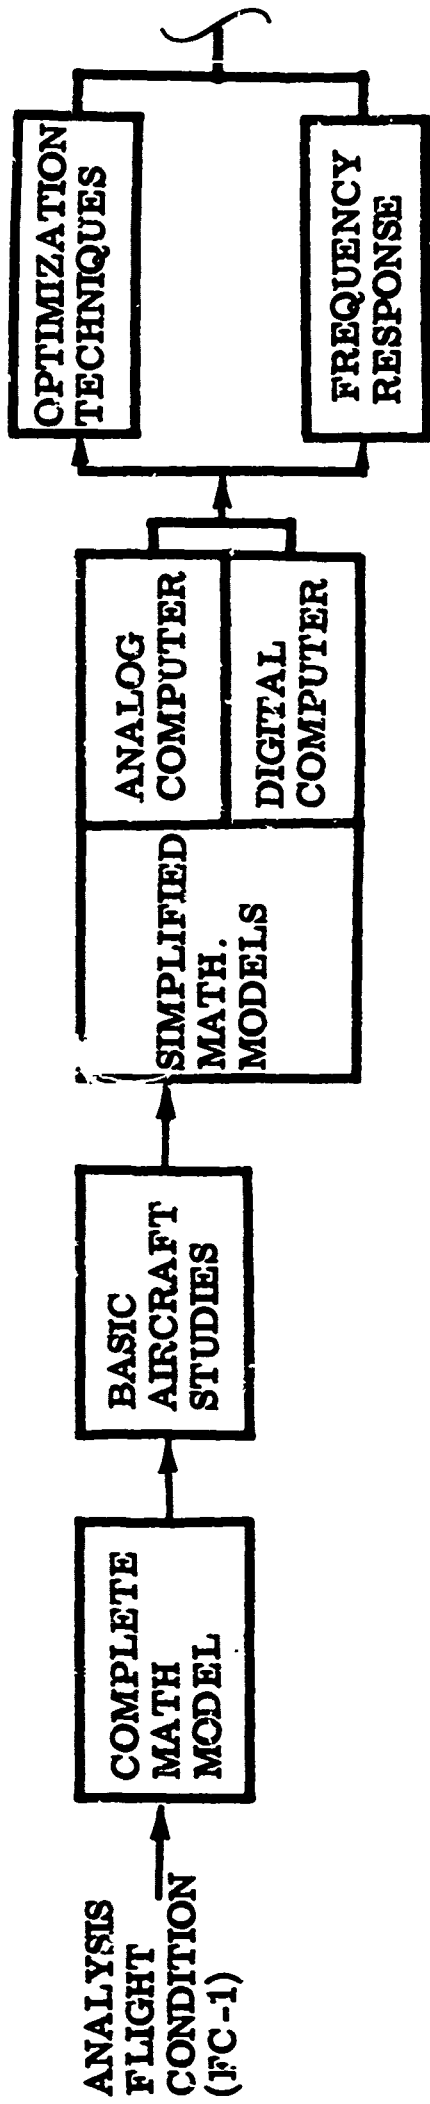 ANALYSIS
FLIGHT
CONDITION
(FC-1)
COMPLETE
MATH
MODEL
BASIC
AIRCRAFT
STUDIES
SIMPLIFIED
MATH.
MODELS
ANALOG
COMPUTER
DIGITAL
COMPUTER
OPTIMIZATION
TECHNIQUES
FREQUENCY
RESPONSE